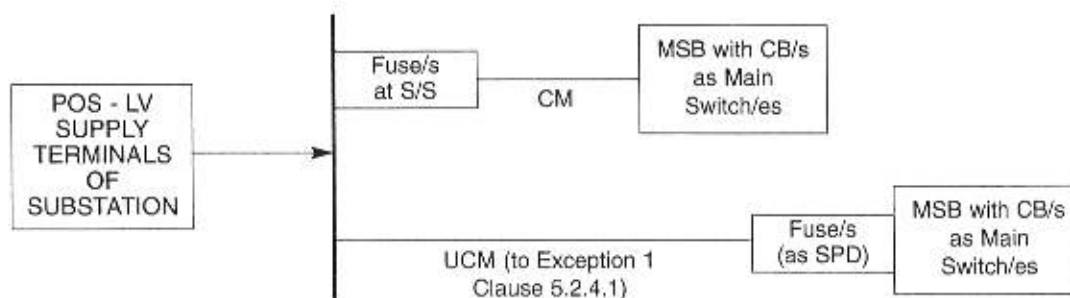 POS - LV
SUPPLY
TERMINALS
OF
SUBSTATION
Fuse/s
at S/S
CM
MSB with CB/s
as Main
Switch/es
UCM (to Exception 1
Clause 5.2.4.1)
Fuse/s
(as SPD)
MSB with CB/s
as Main
Switch/es